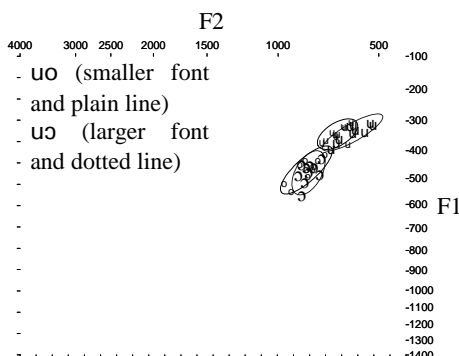 F2
4000 3000 2500 2000 1500 1000 500
-100
uo (smaller font
and plain line)
uɔ (larger font
and dotted line)
-200
-300
-400
-500
-600
F1
-700
-800
-900
-1000
-1100
-1200
-1300
-1400